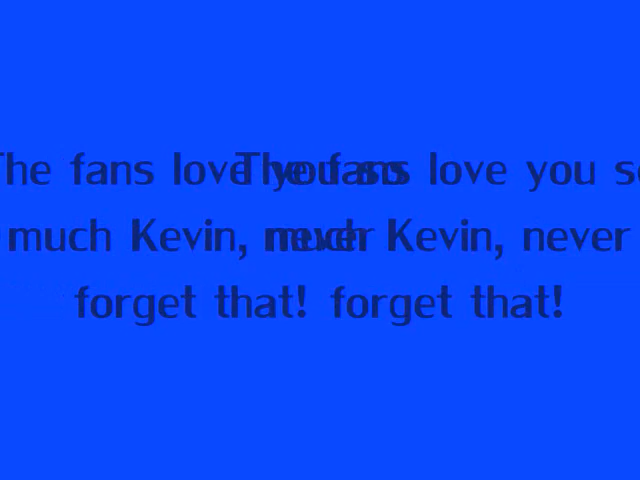 The fans love you so The fans love you so
much Kevin, never much Kevin, never
forget that! forget that!